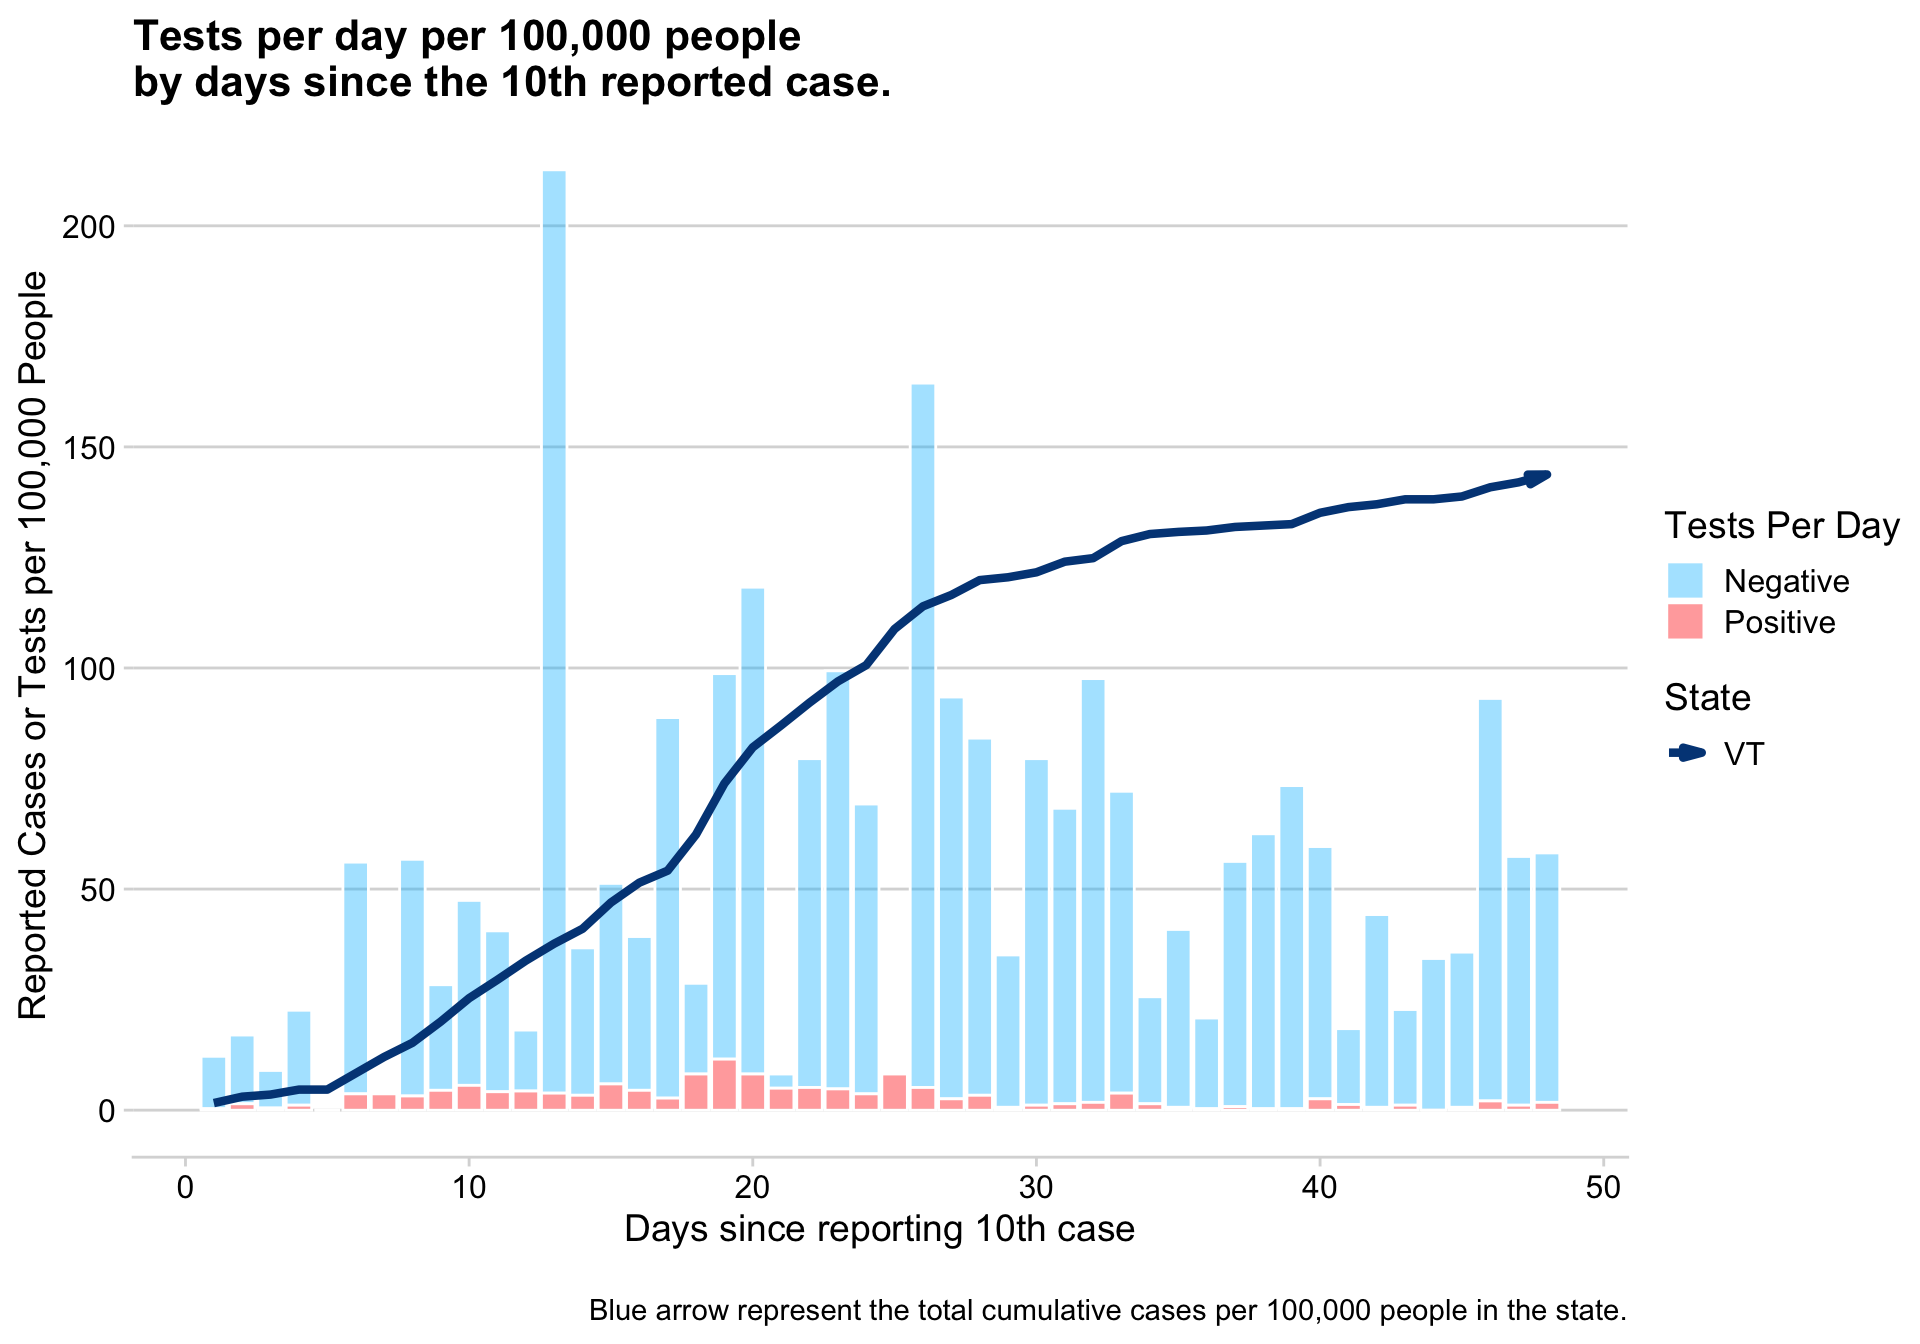 Tests per day per 100,000 people
by days since the 10th reported case.
Reported Cases or Tests per 100,000 People
200
150
100
50
0
0 10 20 30 40 50
Days since reporting 10th case
Tests Per Day
Negative
Positive
State
VT
Blue arrow represent the total cumulative cases per 100,000 people in the state.